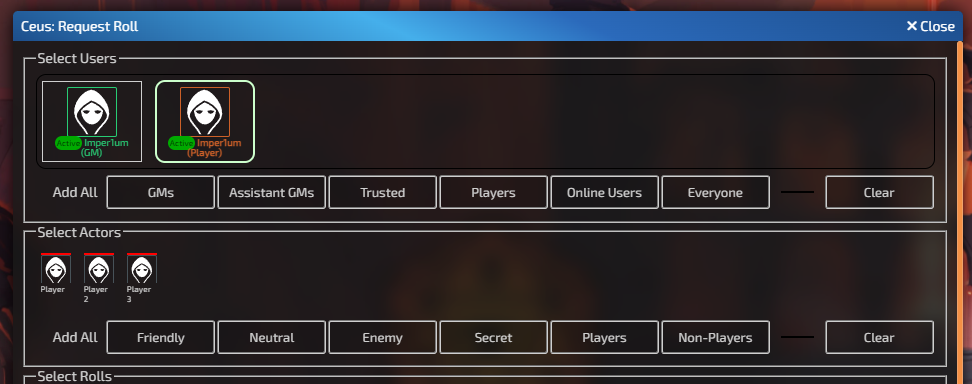 Ceus: Request Roll
✕ Close
Select Users
Active Imper1um
(GM)
Active Imper1um
(Player)
Add All GMs Assistant GMs Trusted Players Online Users Everyone Clear
Select Actors
Player
Player
2
Player
3
Add All Friendly Neutral Enemy Secret Players Non-Players Clear
Select Rolls